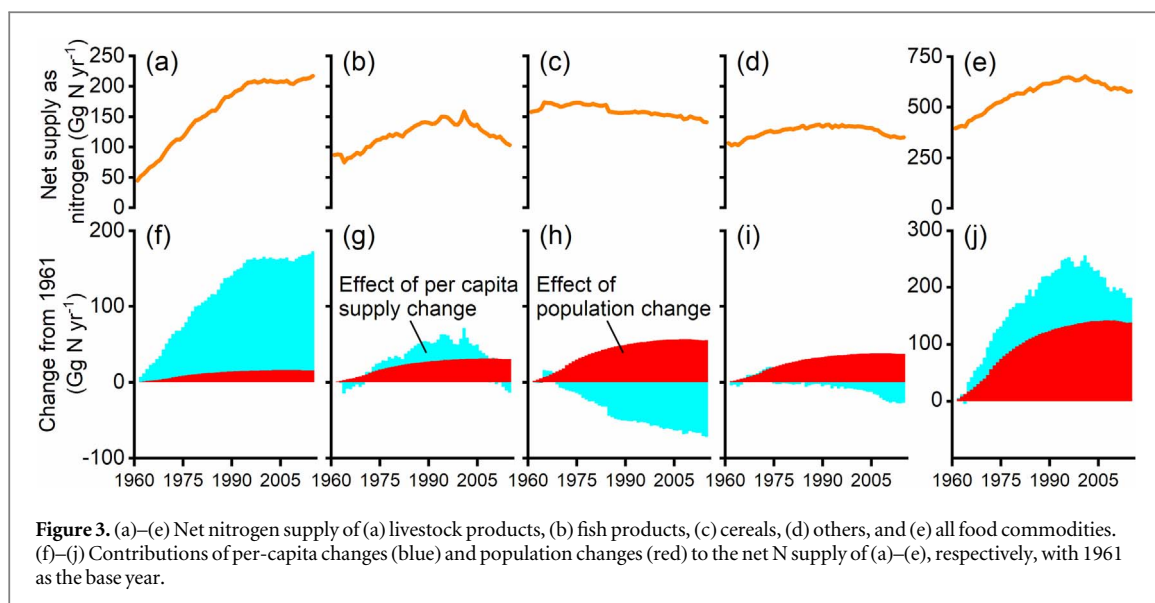 Net supply as
nitrogen (Gg N yr⁻¹)
250
200
150
100
50
0
(a)
(b)
(c)
(d)
750
500
250
0
(e)
Change from 1961
(Gg N yr⁻¹)
200
100
0
-100
(f)
(g)
Effect of per capita
supply change
(h)
Effect of
population change
(i)
300
200
100
0
(j)
1960 1975 1990 2005
1960 1975 1990 2005
1960 1975 1990 2005
1960 1975 1990 2005
1960 1975 1990 2005
Figure 3. (a)–(e) Net nitrogen supply of (a) livestock products, (b) fish products, (c) cereals, (d) others, and (e) all food commodities.
(f)–(j) Contributions of per-capita changes (blue) and population changes (red) to the net N supply of (a)–(e), respectively, with 1961
as the base year.